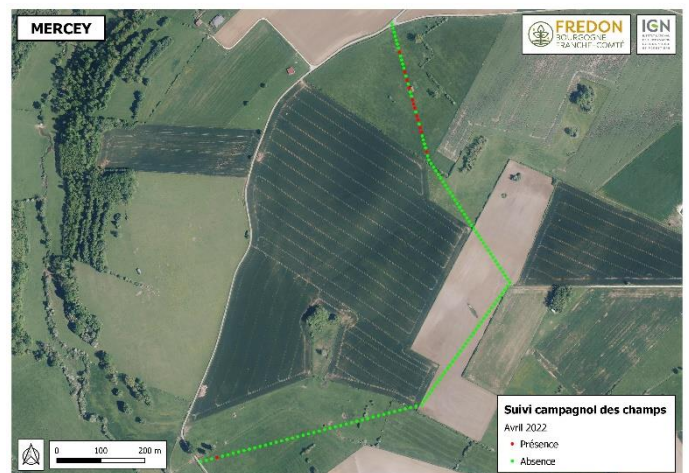 MERCEY
FREDON
BOURGOGNE
FRANCHE-COMTÉ
IGN
Suivi campagnol des champs
Avril 2022
Présence
Absence
0 100 200 m